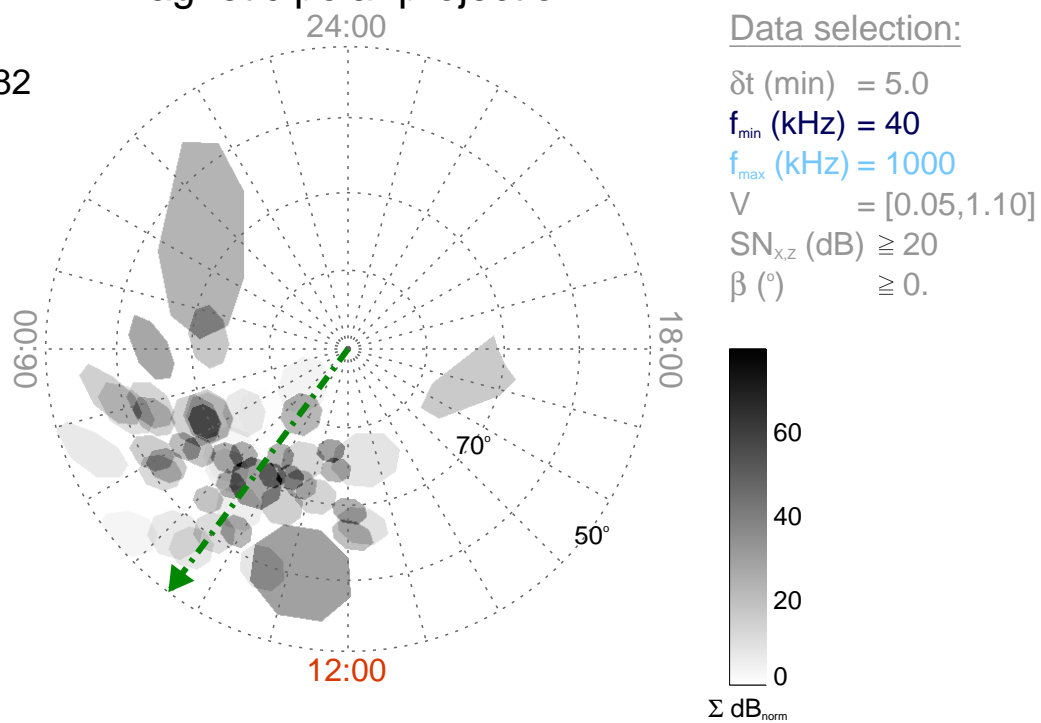 24:00
82
06:00
18:00
70°
50°
12:00
Data selection:
δt (min) = 5.0
fmin (kHz) = 40
fmax (kHz) = 1000
V = [0.05,1.10]
SNx,z (dB) ≧ 20
β (°) ≧ 0.
60
40
20
0
Σ dBnorm